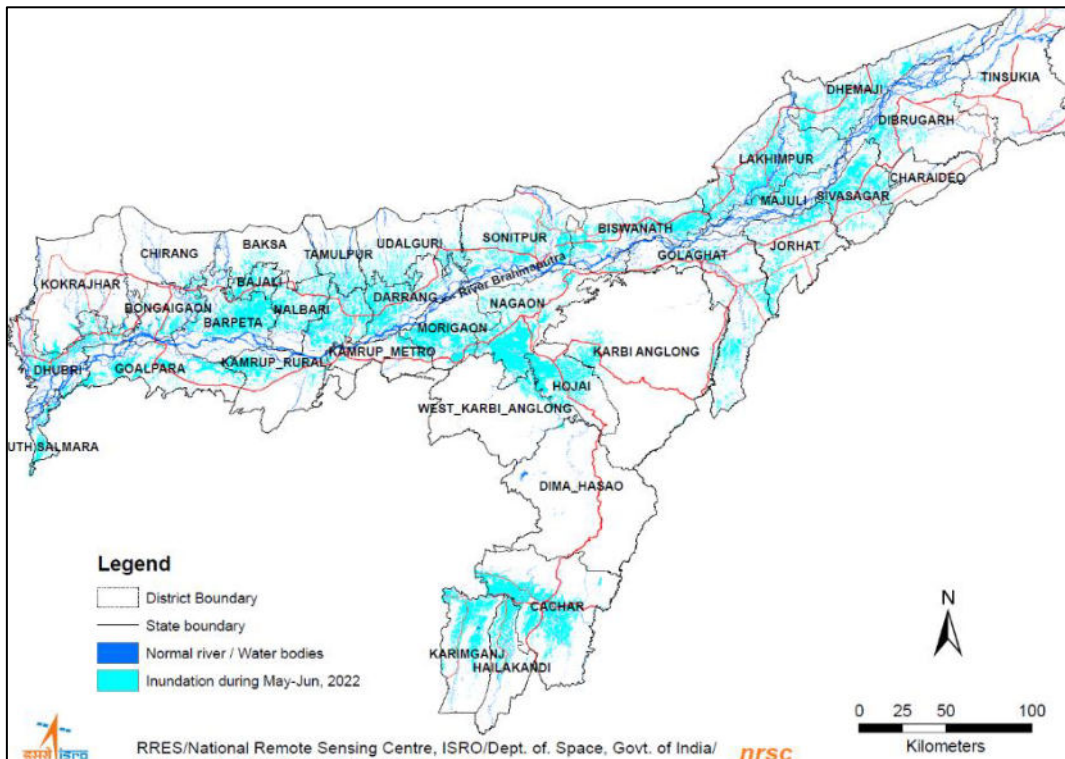 TINSUKIA
DHEMAJI
DIBRUGARH
LAKHIMPUR
CHARAIDEO
MAJULI
SIVASAGAR
BISWANATH
SONITPUR
JORHAT
UDALGURI
BAKSA
TAMULPUR
CHIRANG
GOLAGHAT
River Brahmaputra
KOKRAJHAR
BAJALI
DARRANG
NAGAON
BONGAIGAON
NALBARI
BARPETA
MORIGAON
KAMRUP_METRO
KARBI ANGLONG
DHUBRI
GOALPARA
KAMRUP_RURAL
HOJAI
WEST_KARBI_ANGLONG
UTH SALMARA
DIMA_HASAO
CACHAR
KARIMGANJ
HAILAKANDI
Legend
District Boundary
State boundary
Normal river / Water bodies
Inundation during May-Jun, 2022
N
0 25 50 100
Kilometers
इसरो isro
RRES/National Remote Sensing Centre, ISRO/Dept. of Space, Govt. of India/
nrsc